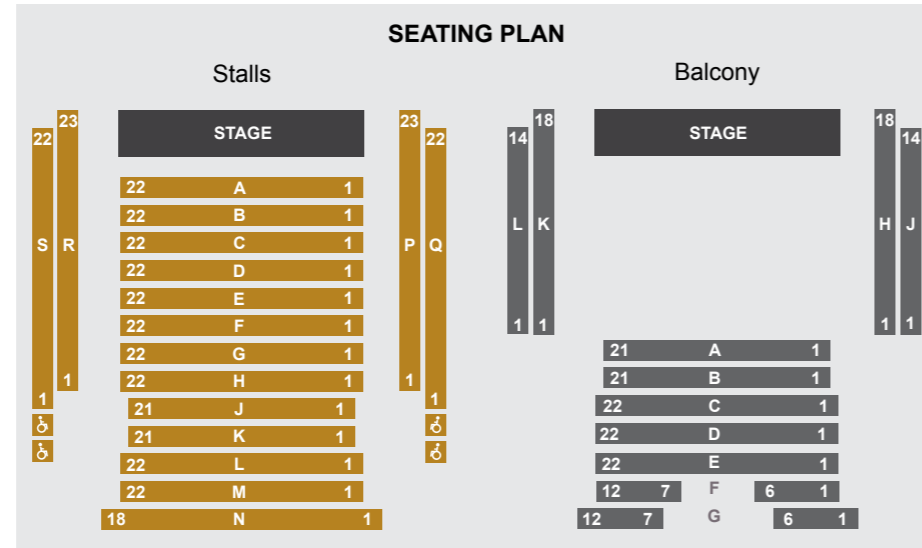 SEATING PLAN
Stalls
STAGE
22 S 1
23 R 1
22 A 1
22 B 1
22 C 1
22 D 1
22 E 1
22 F 1
22 G 1
22 H 1
21 J 1
21 K 1
22 L 1
22 M 1
18 N 1
23 P 1
22 Q 1
Balcony
STAGE
14 L 1
18 K 1
18 H 1
14 J 1
21 A 1
21 B 1
22 C 1
22 D 1
22 E 1
12 7 F 6 1
12 7 G 6 1